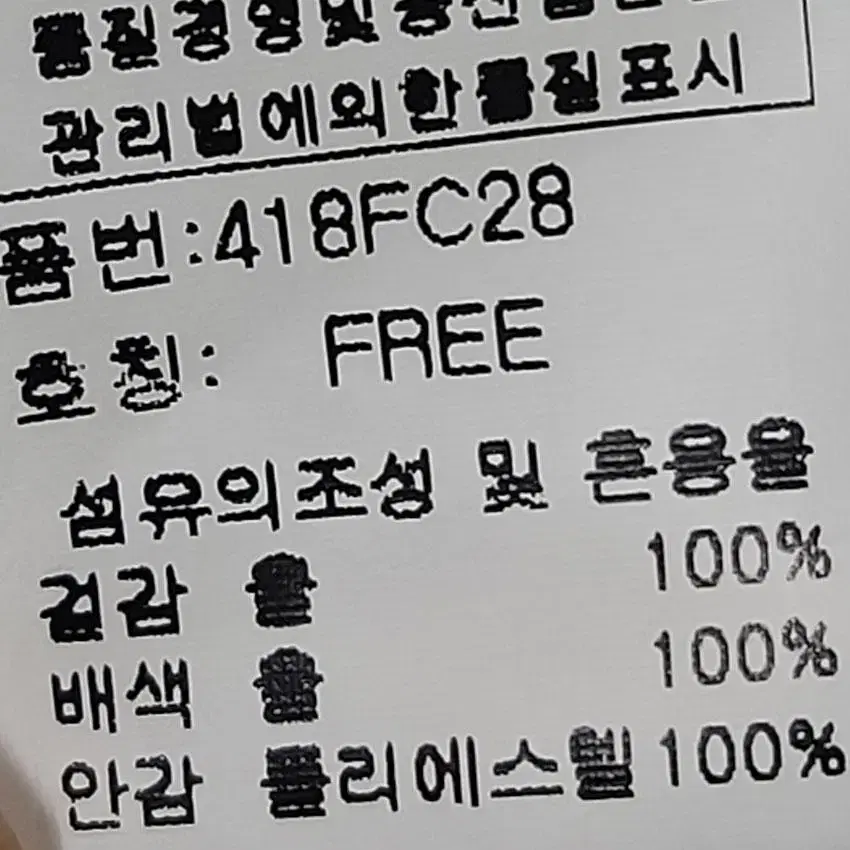 품질경영및공산품안전
관리법에의한품질표시
품번:418FC28
호칭: FREE
섬유의조성 및 혼용율
겉감 울 100%
배색 울 100%
안감 폴리에스텔 100%